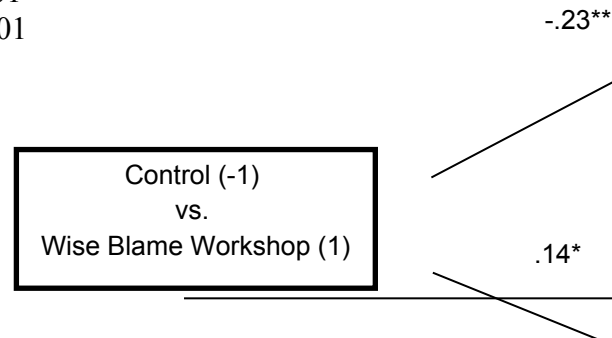 01
-.23**
Control (-1)
vs.
Wise Blame Workshop (1)
.14*